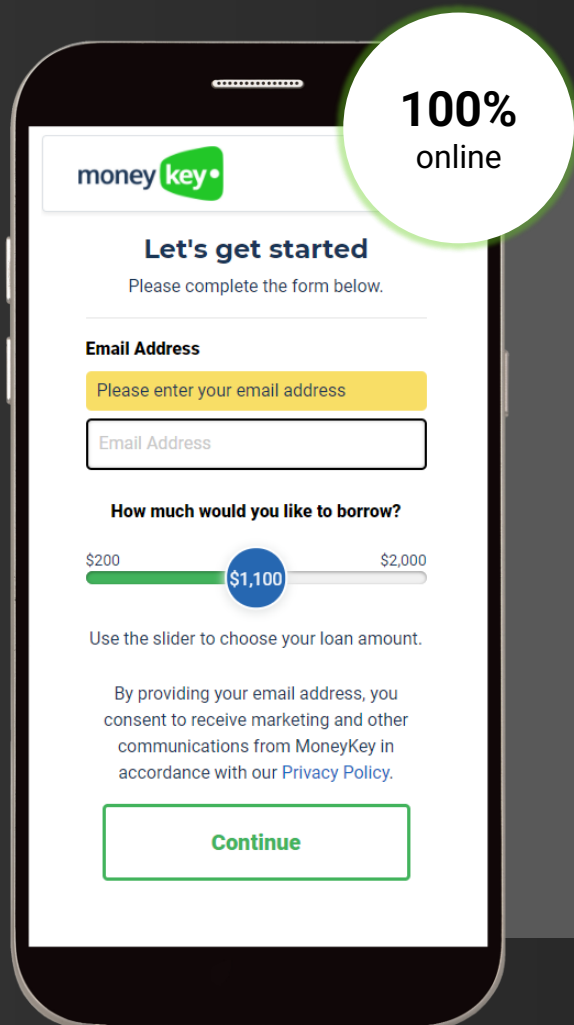 100%
online
money key
Let's get started
Please complete the form below.
Email Address
Please enter your email address
Email Address
How much would you like to borrow?
$200
$2,000
$1,100
Use the slider to choose your loan amount.
By providing your email address, you
consent to receive marketing and other
communications from MoneyKey in
accordance with our Privacy Policy.
Continue